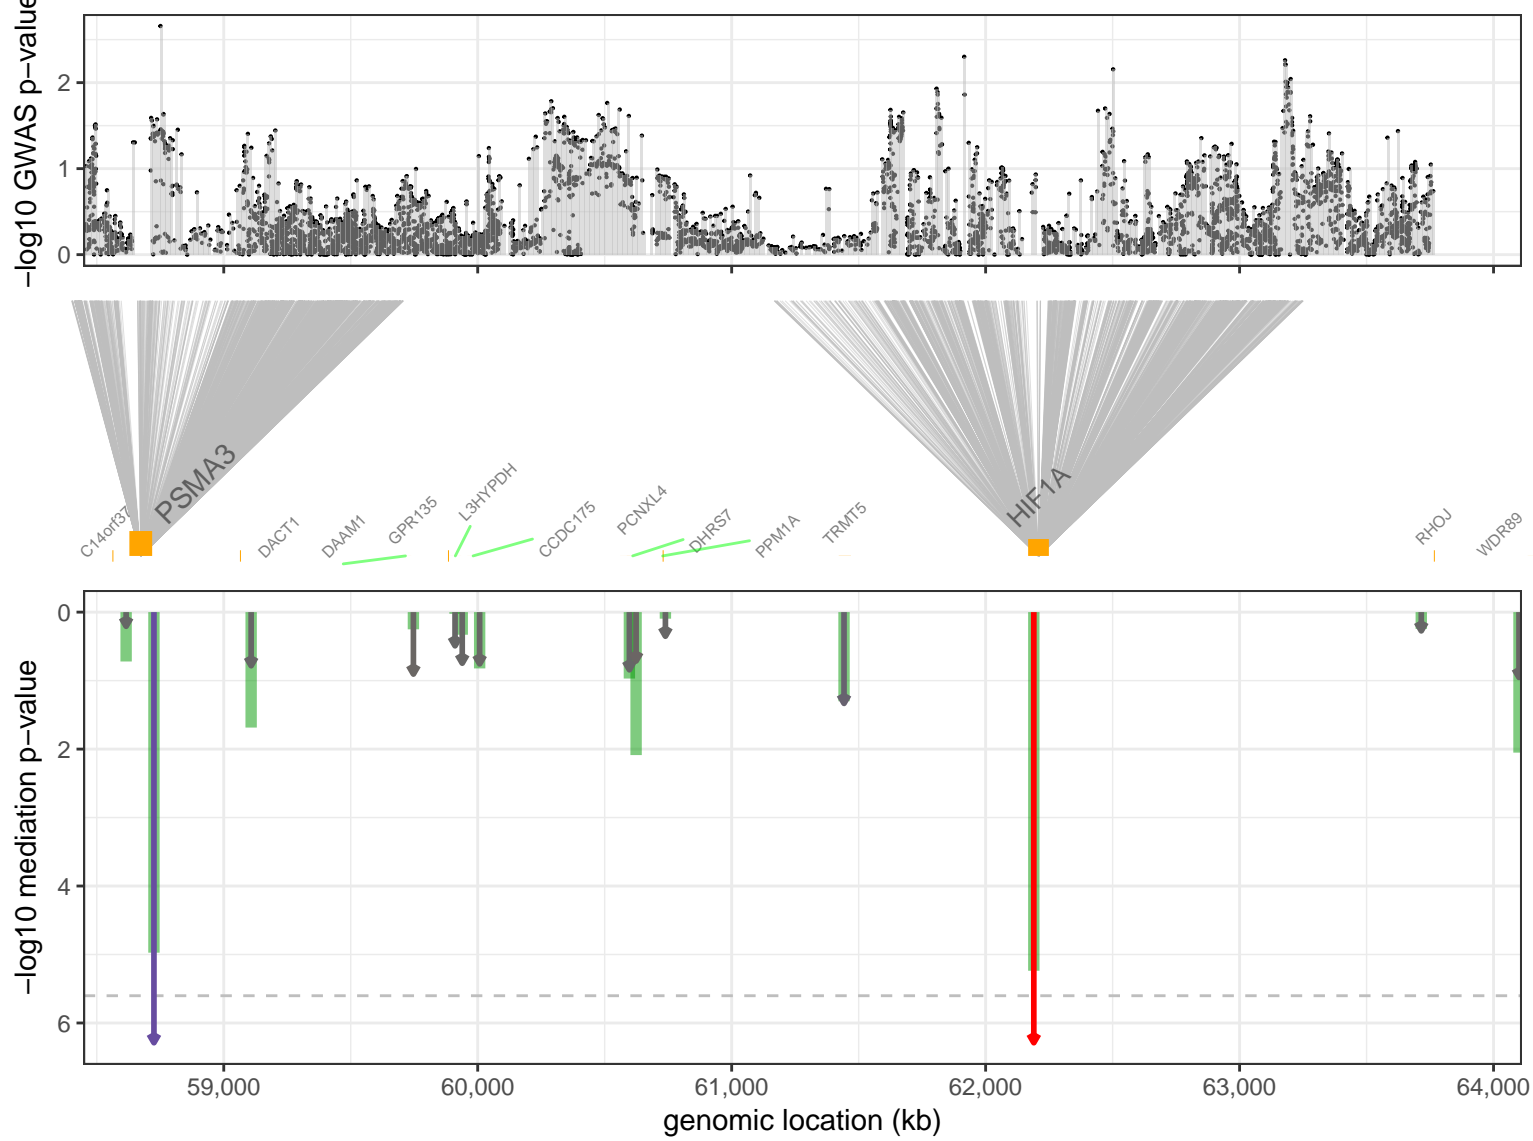 −log10 GWAS p−value
2
1
0
C14orf37
PSMA3
DACT1
DAAM1
GPR135
L3HYPDH
CCDC175
PCNXL4
DHRS7
PPM1A
TRMT5
HIF1A
RHOJ
WDR89
−log10 mediation p−value
0
2
4
6
59,000
60,000
61,000
62,000
63,000
64,000
genomic location (kb)